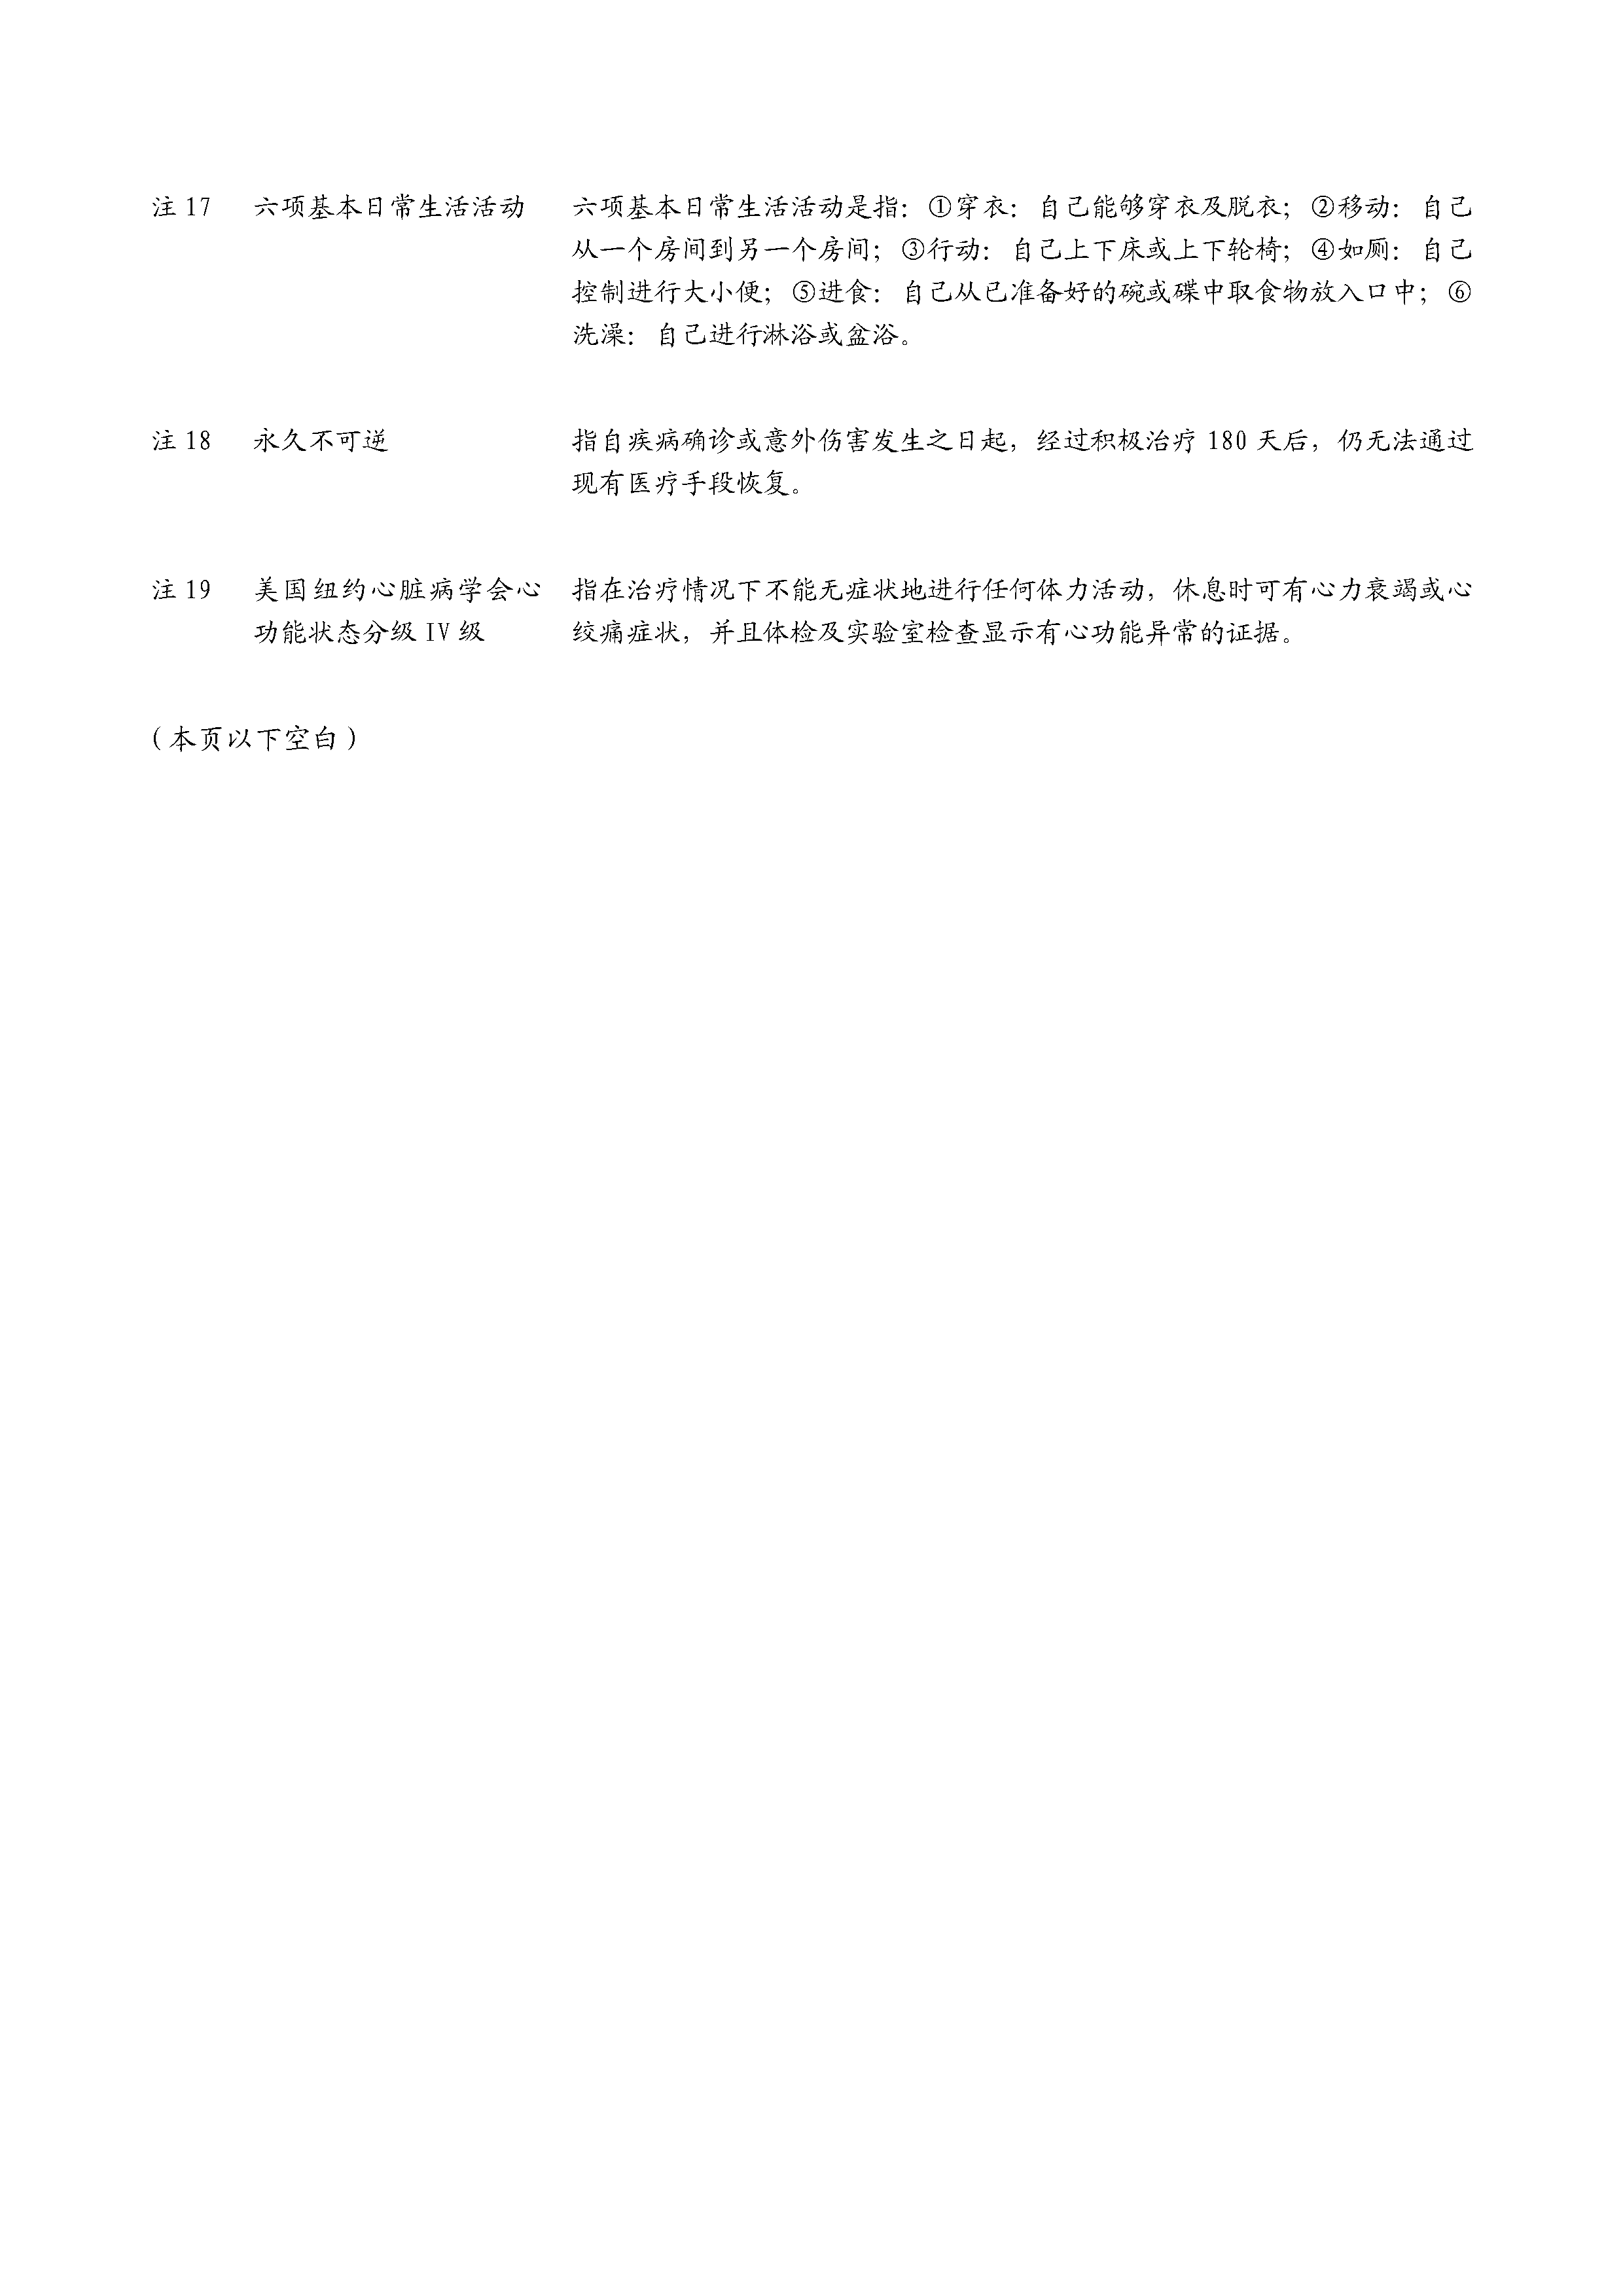 注 17 六项基本日常生活活动 六项基本日常生活活动是指：①穿衣：自己能够穿衣及脱衣；②移动：自己
从一个房间到另一个房间；③行动：自己上下床或上下轮椅；④如厕：自己
控制进行大小便；⑤进食：自己从已准备好的碗或碟中取食物放入口中；⑥
洗澡：自己进行淋浴或盆浴。
注 18 永久不可逆 指自疾病确诊或意外伤害发生之日起，经过积极治疗 180 天后，仍无法通过
现有医疗手段恢复。
注 19 美国纽约心脏病学会心 指在治疗情况下不能无症状地进行任何体力活动，休息时可有心力衰竭或心
功能状态分级 IV 级 绞痛症状，并且体检及实验室检查显示有心功能异常的证据。
（本页以下空白）